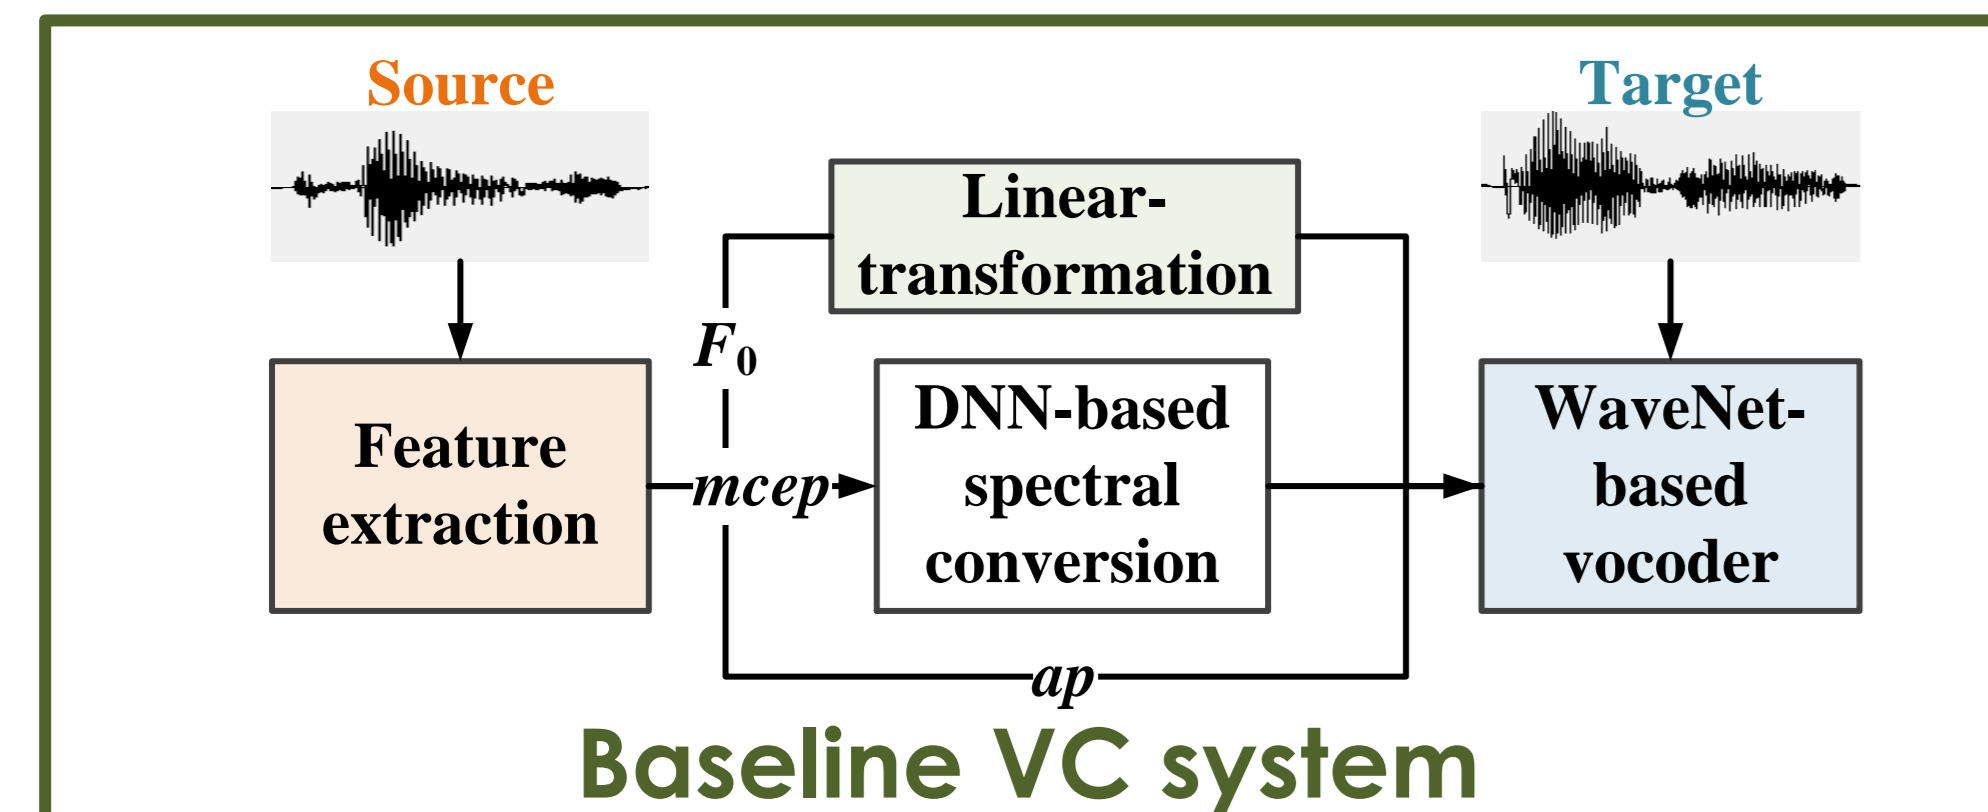 Source
Target
Linear-
transformation
F0
Feature
extraction
mcep
DNN-based
spectral
conversion
WaveNet-
based
vocoder
ap
Baseline VC system